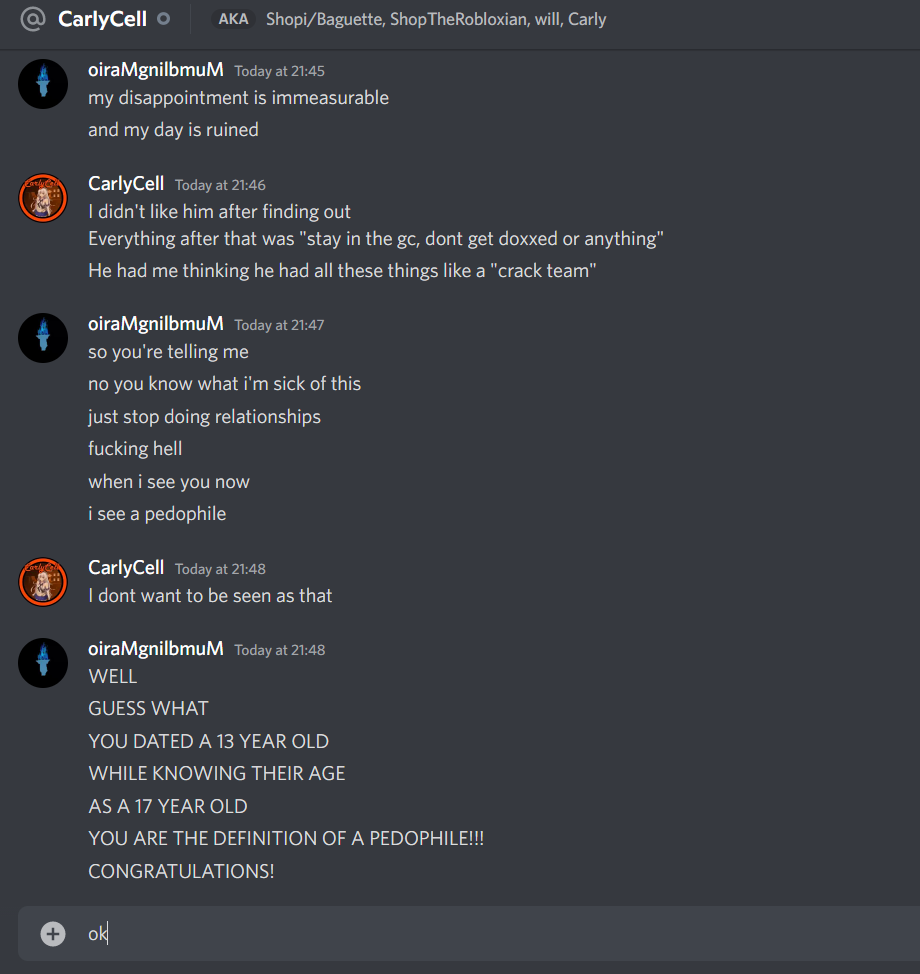 CarlyCell AKA Shopi/Baguette, ShopTheRobloxian, will, Carly
oiraMgnilbmuM Today at 21:45
my disappointment is immeasurable
and my day is ruined
CarlyCell Today at 21:46
I didn't like him after finding out
Everything after that was "stay in the gc, dont get doxxed or anything"
He had me thinking he had all these things like a "crack team"
oiraMgnilbmuM Today at 21:47
so you're telling me
no you know what i'm sick of this
just stop doing relationships
fucking hell
when i see you now
i see a pedophile
CarlyCell Today at 21:48
I dont want to be seen as that
oiraMgnilbmuM Today at 21:48
WELL
GUESS WHAT
YOU DATED A 13 YEAR OLD
WHILE KNOWING THEIR AGE
AS A 17 YEAR OLD
YOU ARE THE DEFINITION OF A PEDOPHILE!!!
CONGRATULATIONS!
ok